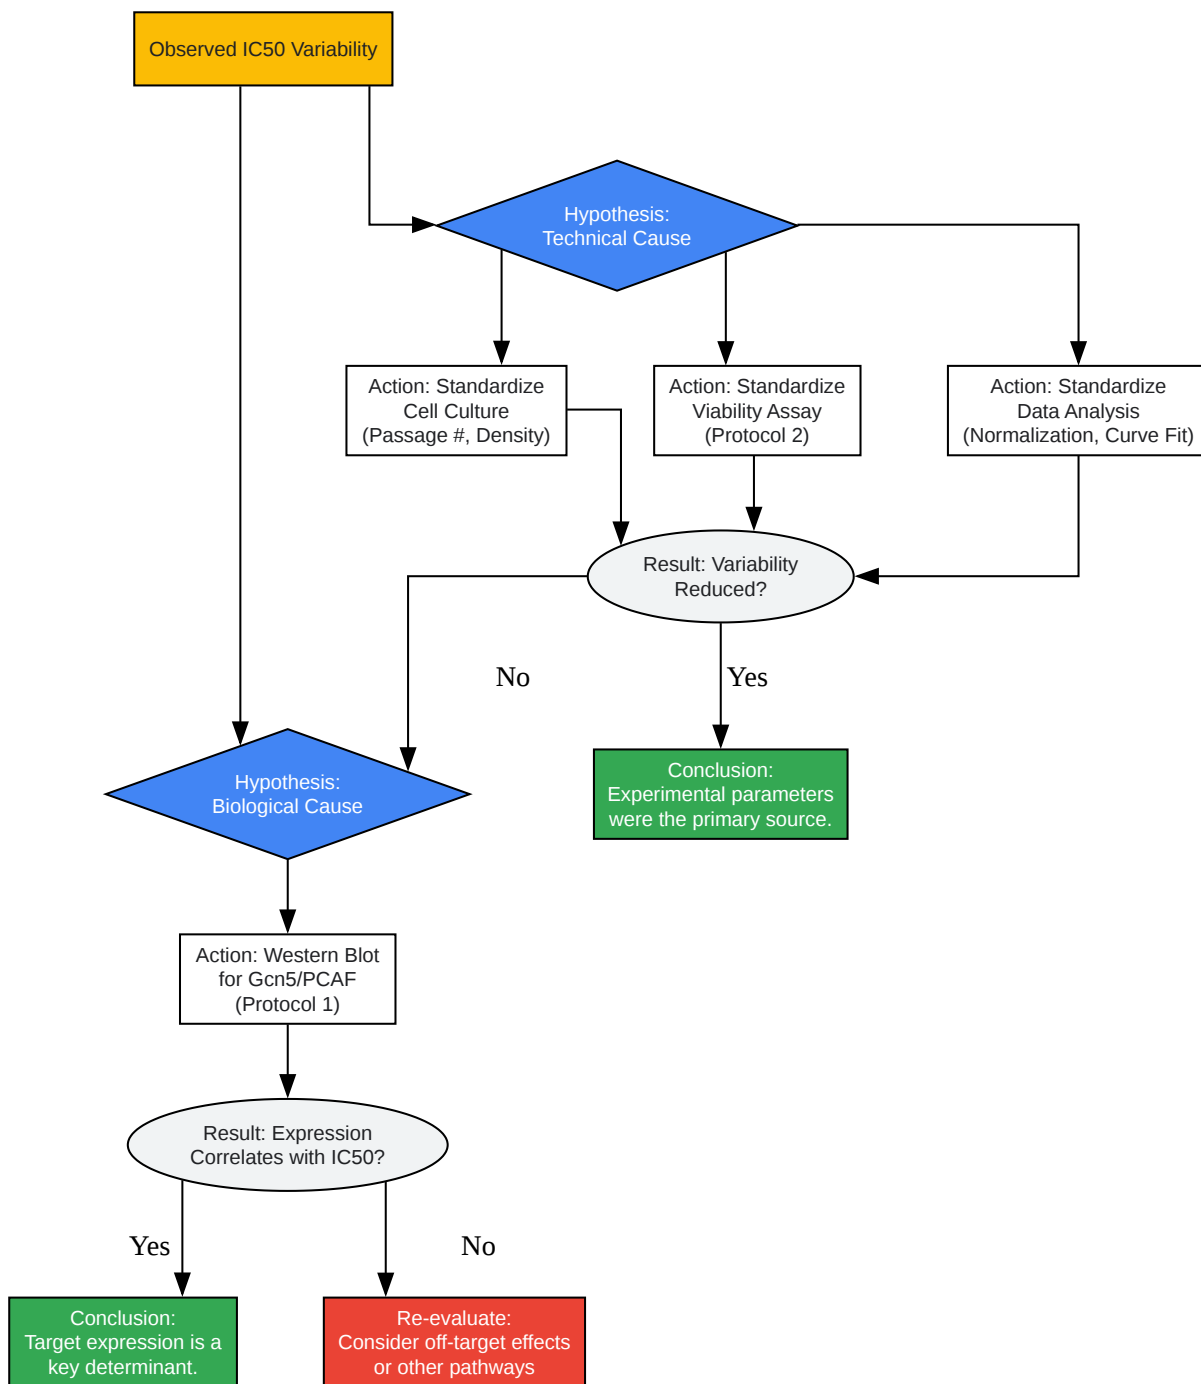 Observed IC50 Variability
Hypothesis:
Technical Cause
Action: Standardize
Cell Culture
(Passage #, Density)
Action: Standardize
Viability Assay
(Protocol 2)
Action: Standardize
Data Analysis
(Normalization, Curve Fit)
Result: Variability
Reduced?
No
Yes
Hypothesis:
Biological Cause
Conclusion:
Experimental parameters
were the primary source.
Action: Western Blot
for Gcn5/PCAF
(Protocol 1)
Result: Expression
Correlates with IC50?
Yes
No
Conclusion:
Target expression is a
key determinant.
Re-evaluate:
Consider off-target effects
or other pathways